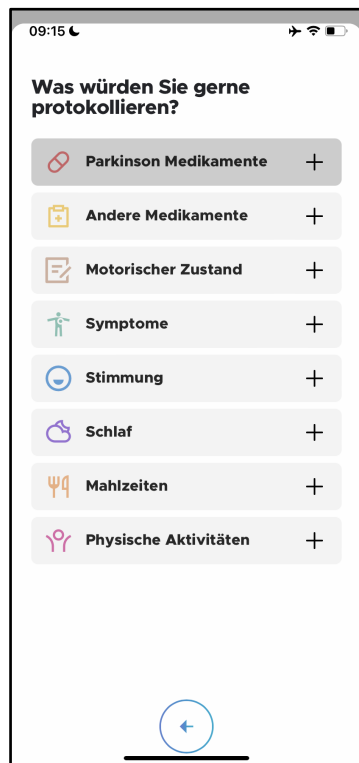 09:15
Was würden Sie gerne
protokollieren?
Parkinson Medikamente
Andere Medikamente
Motorischer Zustand
Symptome
Stimmung
Schlaf
Mahlzeiten
Physische Aktivitäten